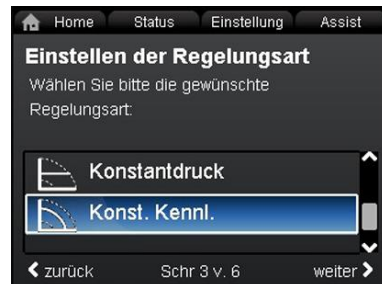 Home Status Einstellung Assist
Einstellen der Regelungsart
Wählen Sie bitte die gewünschte
Regelungsart:
Konstantdruck
Konst. Kennl.
zurück Schr 3 v. 6 weiter